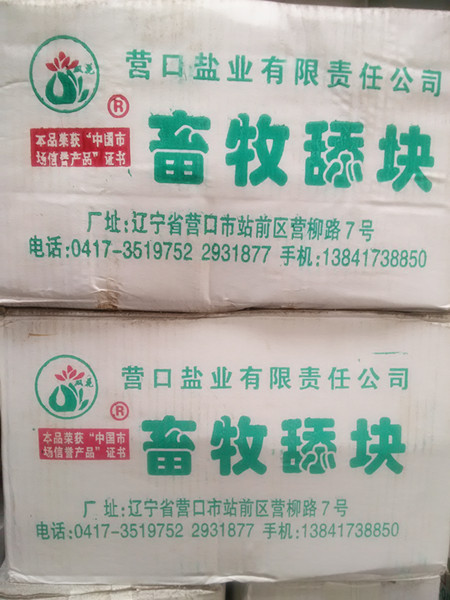 营口盐业有限责任公司
双苑
®
本品荣获“中国市
场信誉产品”证书
畜牧舔块
厂址:辽宁省营口市站前区营柳路7号
电话:0417-3519752 2931877 手机:13841738850
营口盐业有限责任公司
双苑
®
本品荣获“中国市
场信誉产品”证书
畜牧舔块
厂址:辽宁省营口市站前区营柳路7号
电话:0417-3519752 2931877 手机:13841738850